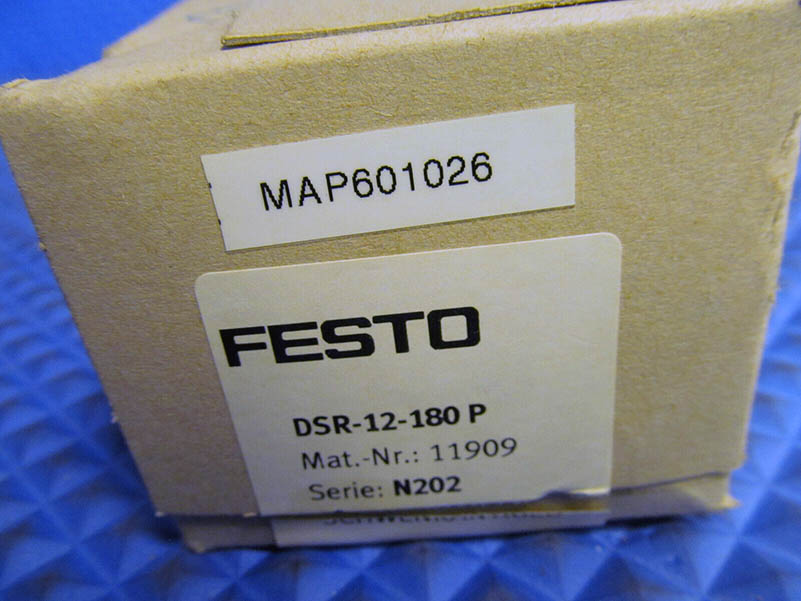 MAP601026
FESTO
DSR-12-180 P
Mat.-Nr.: 11909
Serie: N202